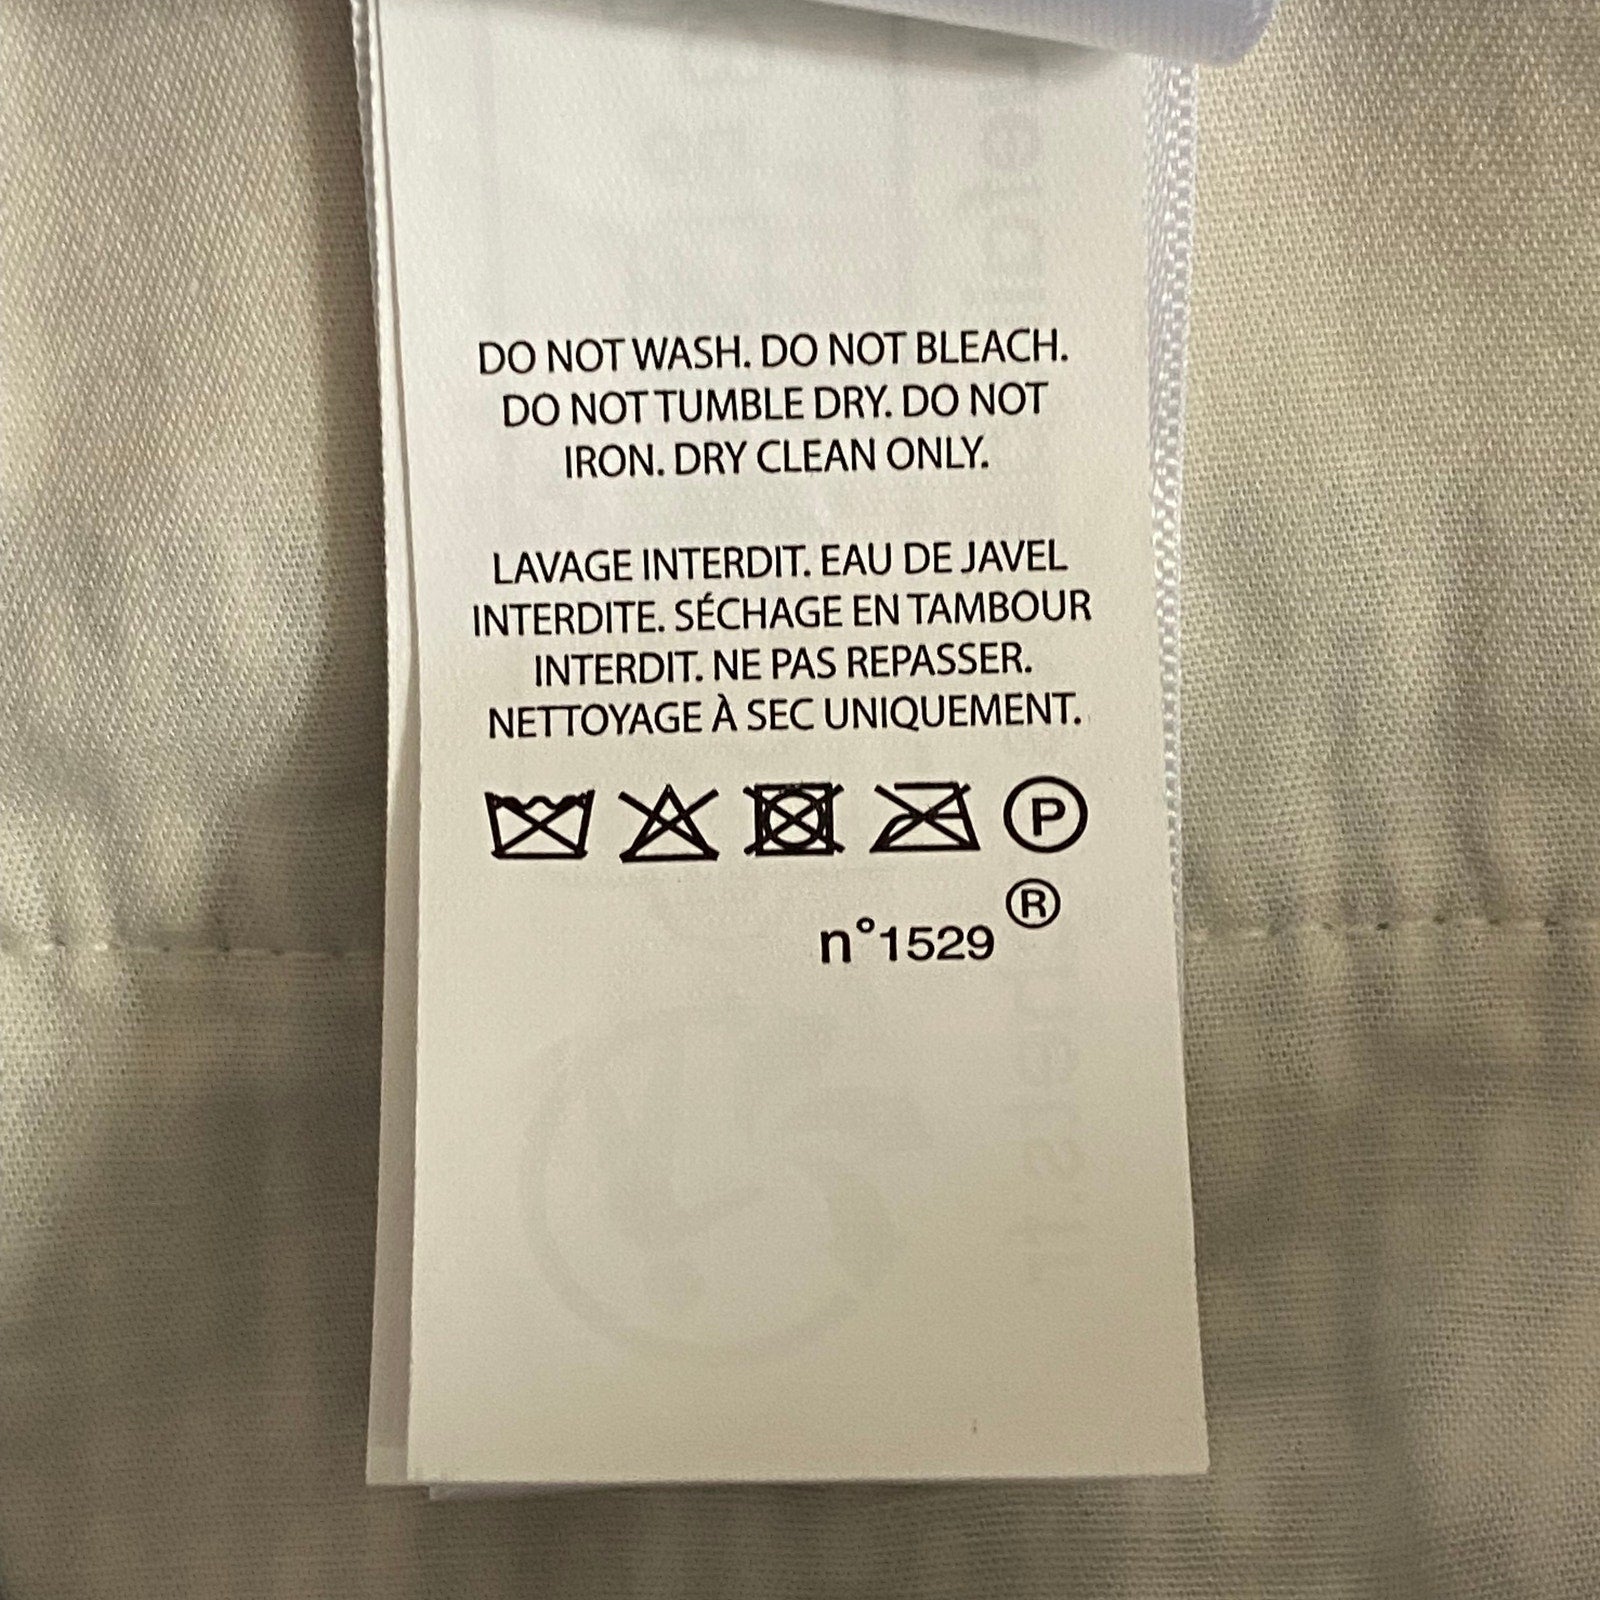 DO NOT WASH. DO NOT BLEACH.
DO NOT TUMBLE DRY. DO NOT
IRON. DRY CLEAN ONLY.
LAVAGE INTERDIT. EAU DE JAVEL
INTERDITE. SÉCHAGE EN TAMBOUR
INTERDIT. NE PAS REPASSER.
NETTOYAGE À SEC UNIQUEMENT.
P
n°1529 ®